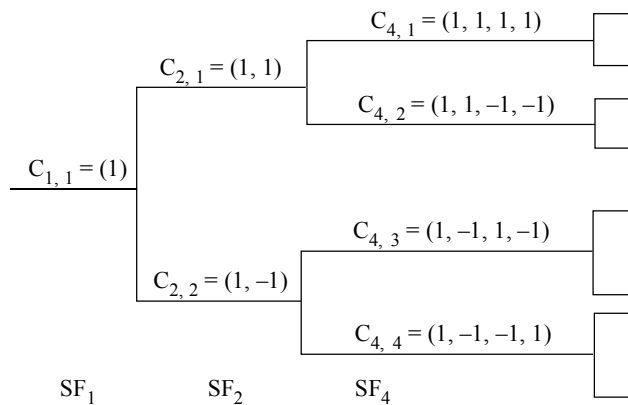 C4, 1 = (1, 1, 1, 1)
C2, 1 = (1, 1)
C4, 2 = (1, 1, –1, –1)
C1, 1 = (1)
C4, 3 = (1, –1, 1, –1)
C2, 2 = (1, –1)
C4, 4 = (1, –1, –1, 1)
SF1 SF2 SF4